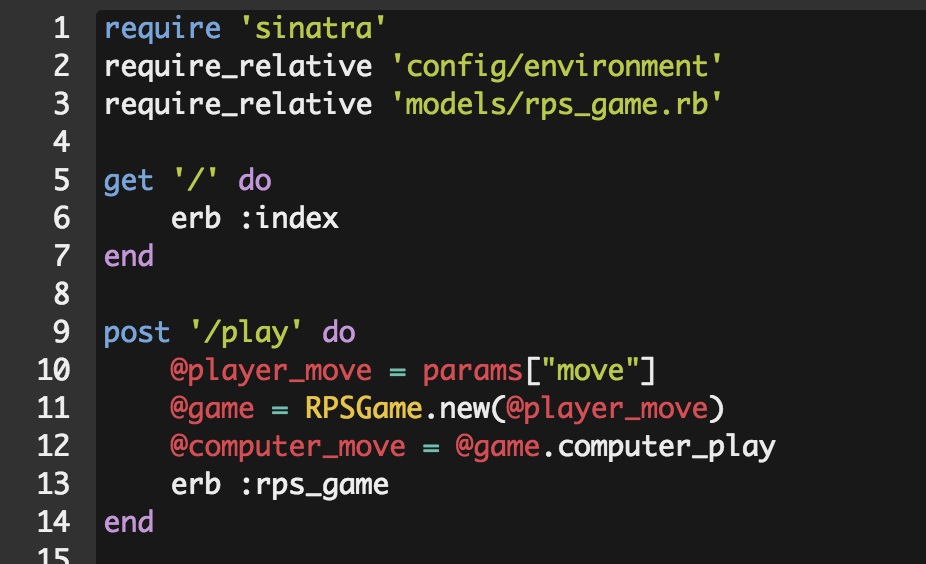 1 require 'sinatra'
2 require_relative 'config/environment'
3 require_relative 'models/rps_game.rb'
4
5 get '/' do
6     erb :index
7 end
8
9 post '/play' do
10     @player_move = params["move"]
11     @game = RPSGame.new(@player_move)
12     @computer_move = @game.computer_play
13     erb :rps_game
14 end
15